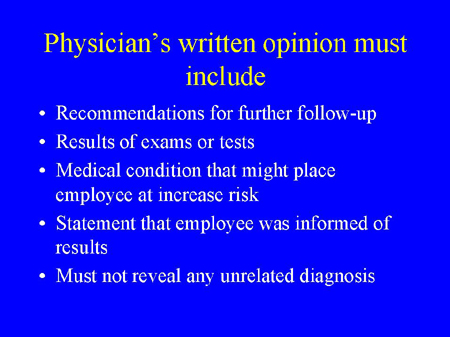 Physician's written opinion must
include
• Recommendations for further follow-up
• Results of exams or tests
• Medical condition that might place
employee at increase risk
• Statement that employee was informed of
results
• Must not reveal any unrelated diagnosis